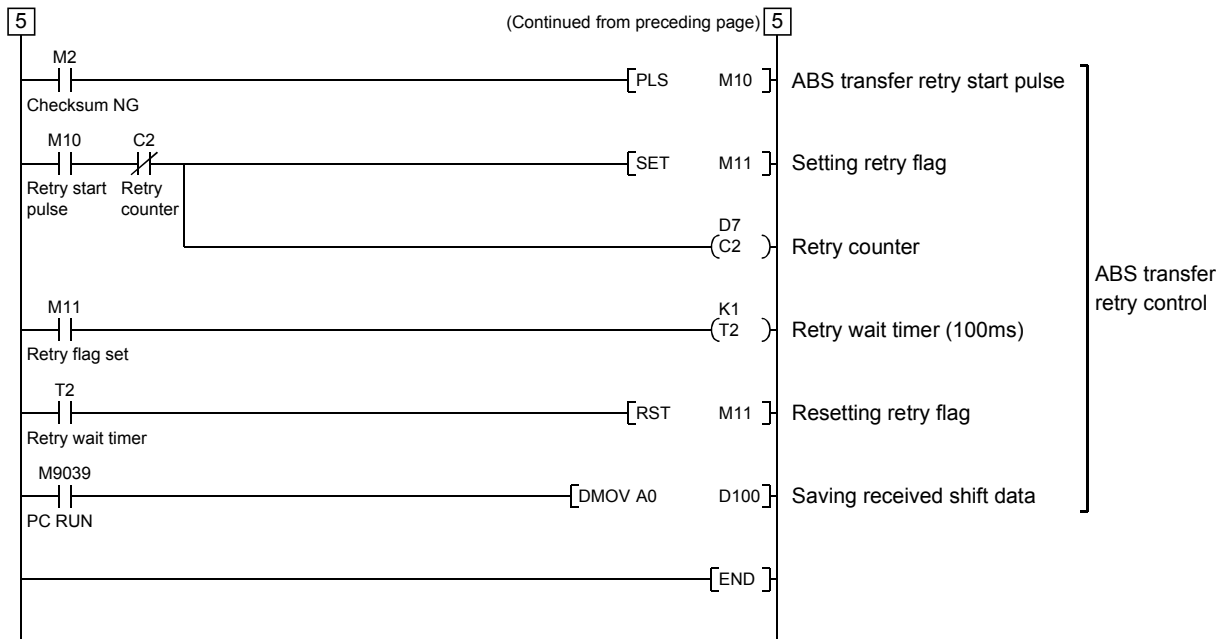 5 (Continued from preceding page) 5
M2
PLS M10 ABS transfer retry start pulse
Checksum NG
M10 C2
SET M11 Setting retry flag
Retry start pulse
Retry counter
D7
C2 Retry counter
ABS transfer retry control
M11 K1
T2 Retry wait timer (100ms)
Retry flag set
T2
RST M11 Resetting retry flag
Retry wait timer
M9039
DMOV A0 D100 Saving received shift data
PC RUN
END